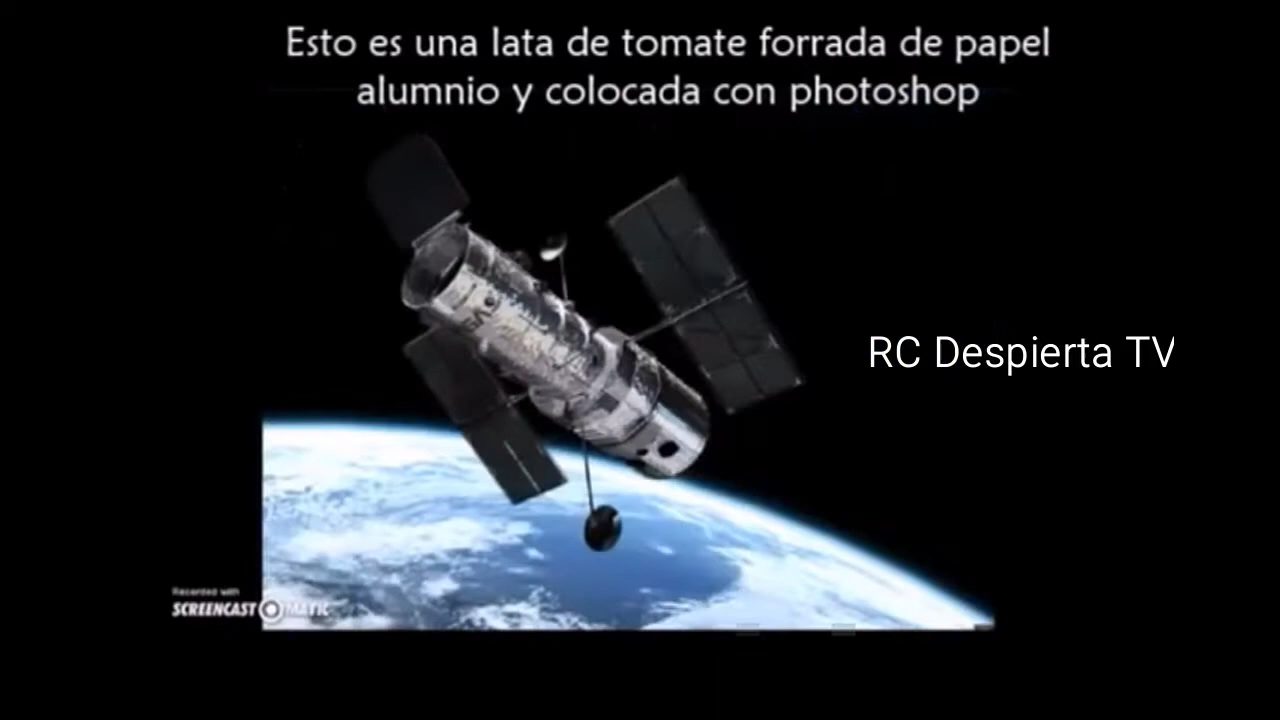 Esto es una lata de tomate forrada de papel
alumnio y colocada con photoshop
RC Despierta TV
Recorded with
SCREENCAST MATIC